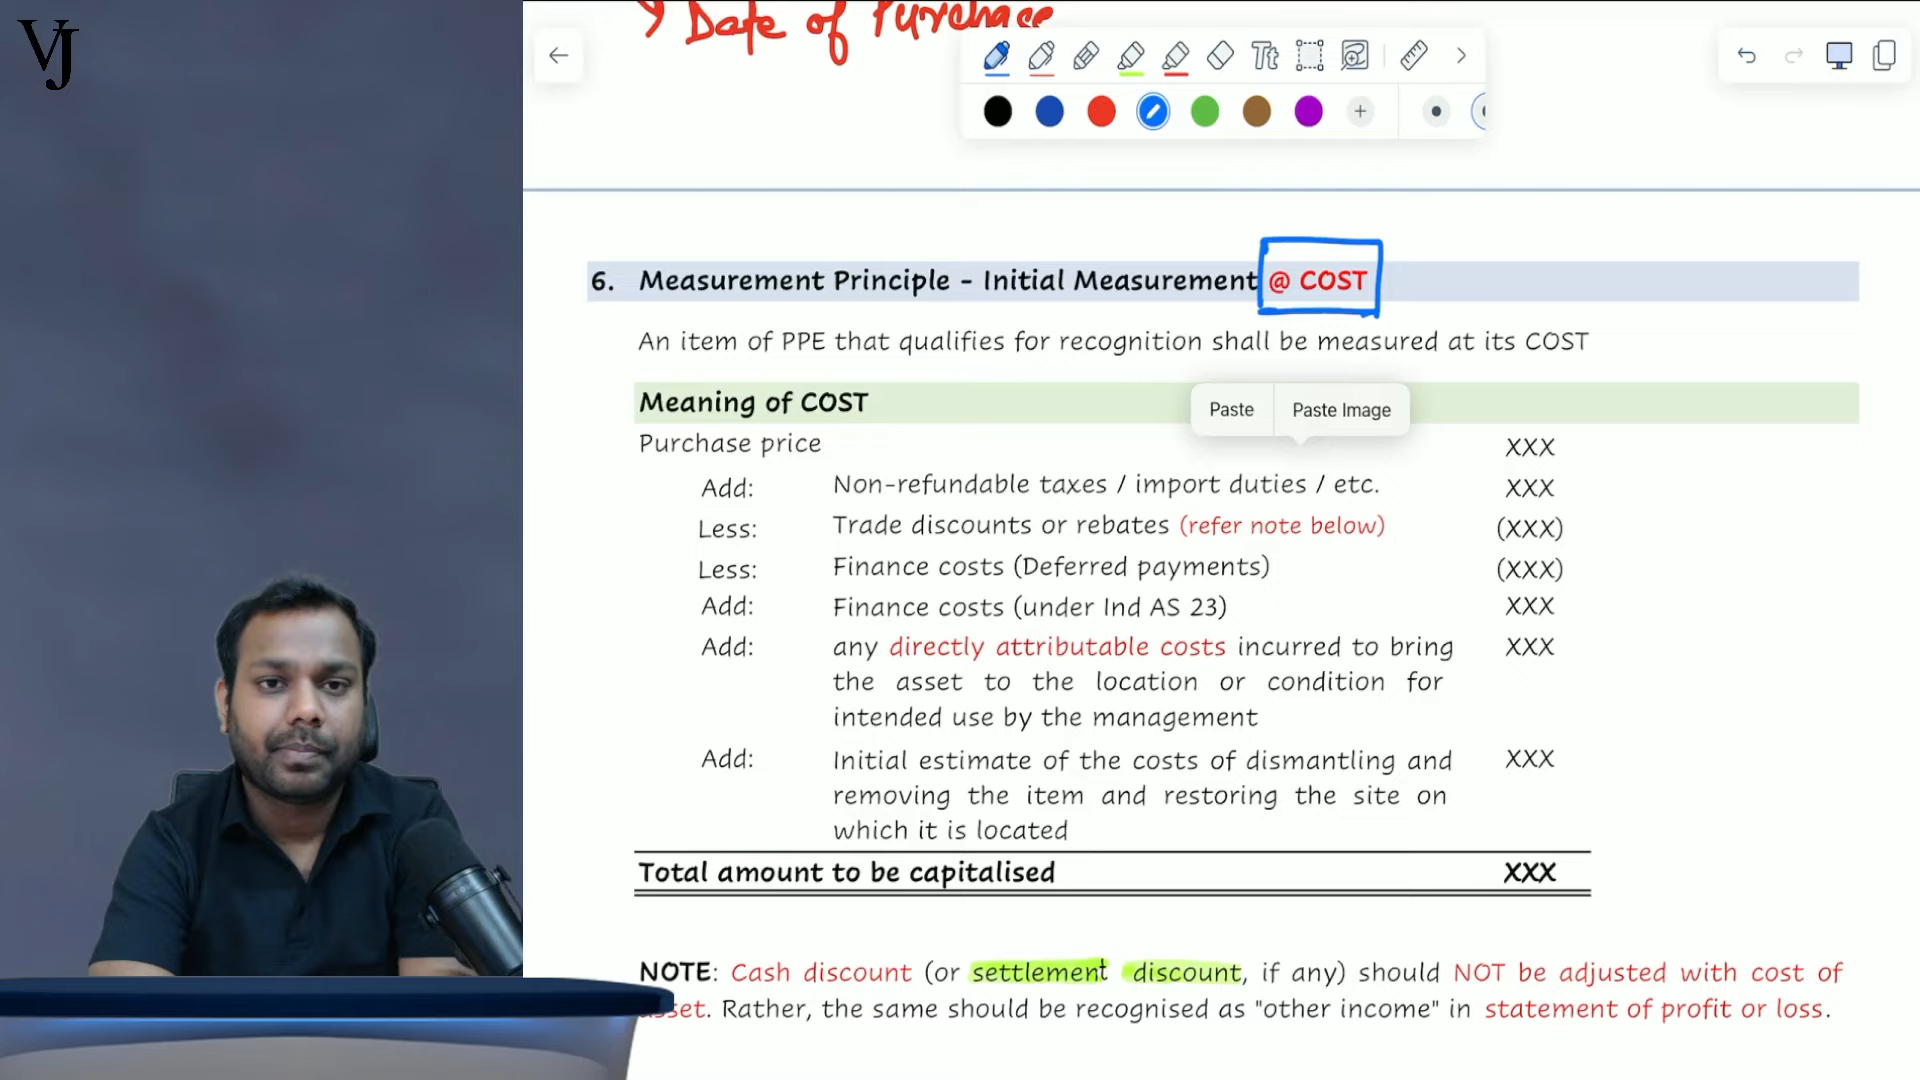 VJ
> Date of Purchase
Tt
6. Measurement Principle - Initial Measurement @ COST
An item of PPE that qualifies for recognition shall be measured at its COST
Meaning of COST
Paste Paste Image
Purchase price XXX
Add: Non-refundable taxes / import duties / etc. XXX
Less: Trade discounts or rebates (refer note below) (XXX)
Less: Finance costs (Deferred payments) (XXX)
Add: Finance costs (under Ind AS 23) XXX
Add: any directly attributable costs incurred to bring XXX
the asset to the location or condition for
intended use by the management
Add: Initial estimate of the costs of dismantling and XXX
removing the item and restoring the site on
which it is located
Total amount to be capitalised XXX
NOTE: Cash discount (or settlement discount, if any) should NOT be adjusted with cost of
asset. Rather, the same should be recognised as "other income" in statement of profit or loss.